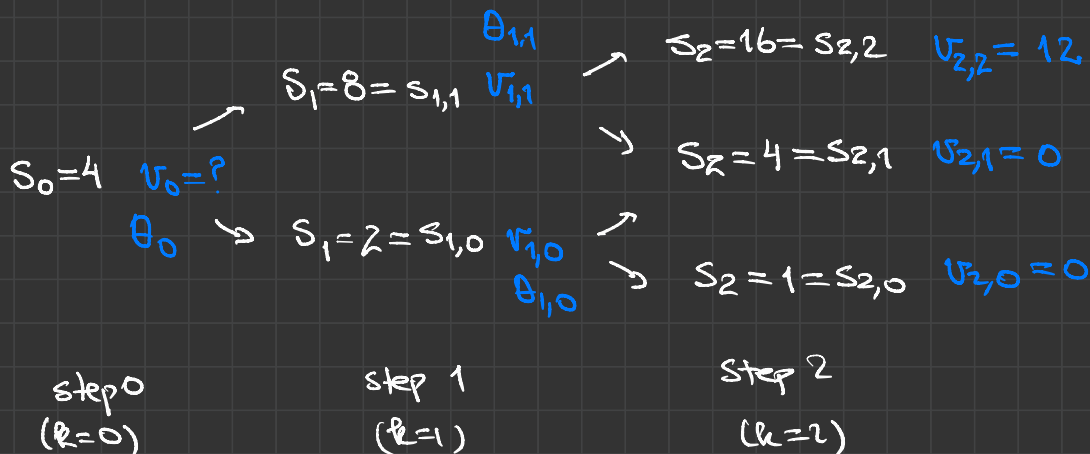 θ₁,₁
S₂=16=S₂,₂ V₂,₂=12
S₁=8=S₁,₁ V₁,₁
S₂=4=S₂,₁ V₂,₁=0
S₀=4 V₀=?
θ₀
S₁=2=S₁,₀ V₁,₀
θ₁,₀
S₂=1=S₂,₀ V₂,₀=0
step 0 step 1 step 2
(k=0) (k=1) (k=2)